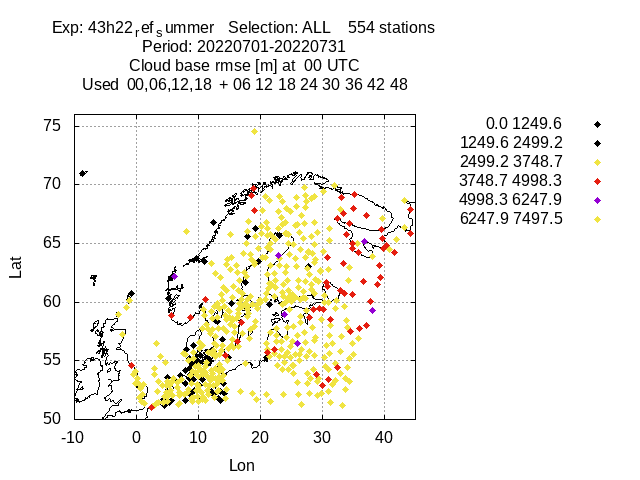 Exp: 43h22refsummer   Selection: ALL    554 stations
Period: 20220701-20220731
Cloud base rmse [m] at  00 UTC
Used  00,06,12,18  + 06 12 18 24 30 36 42 48
0.0 1249.6
1249.6 2499.2
2499.2 3748.7
3748.7 4998.3
4998.3 6247.9
6247.9 7497.5
75
70
65
60
55
50
Lat
-10 0 10 20 30 40
Lon